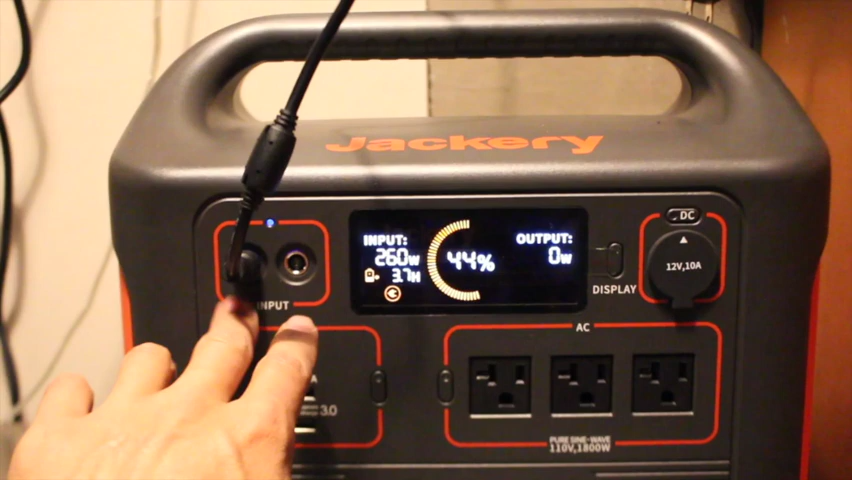 Jackery
DC
INPUT:
260W
3.7H
44%
OUTPUT:
0W
12V,10A
DISPLAY
INPUT
AC
A
3.0
PURE SINE-WAVE
110V,1800W